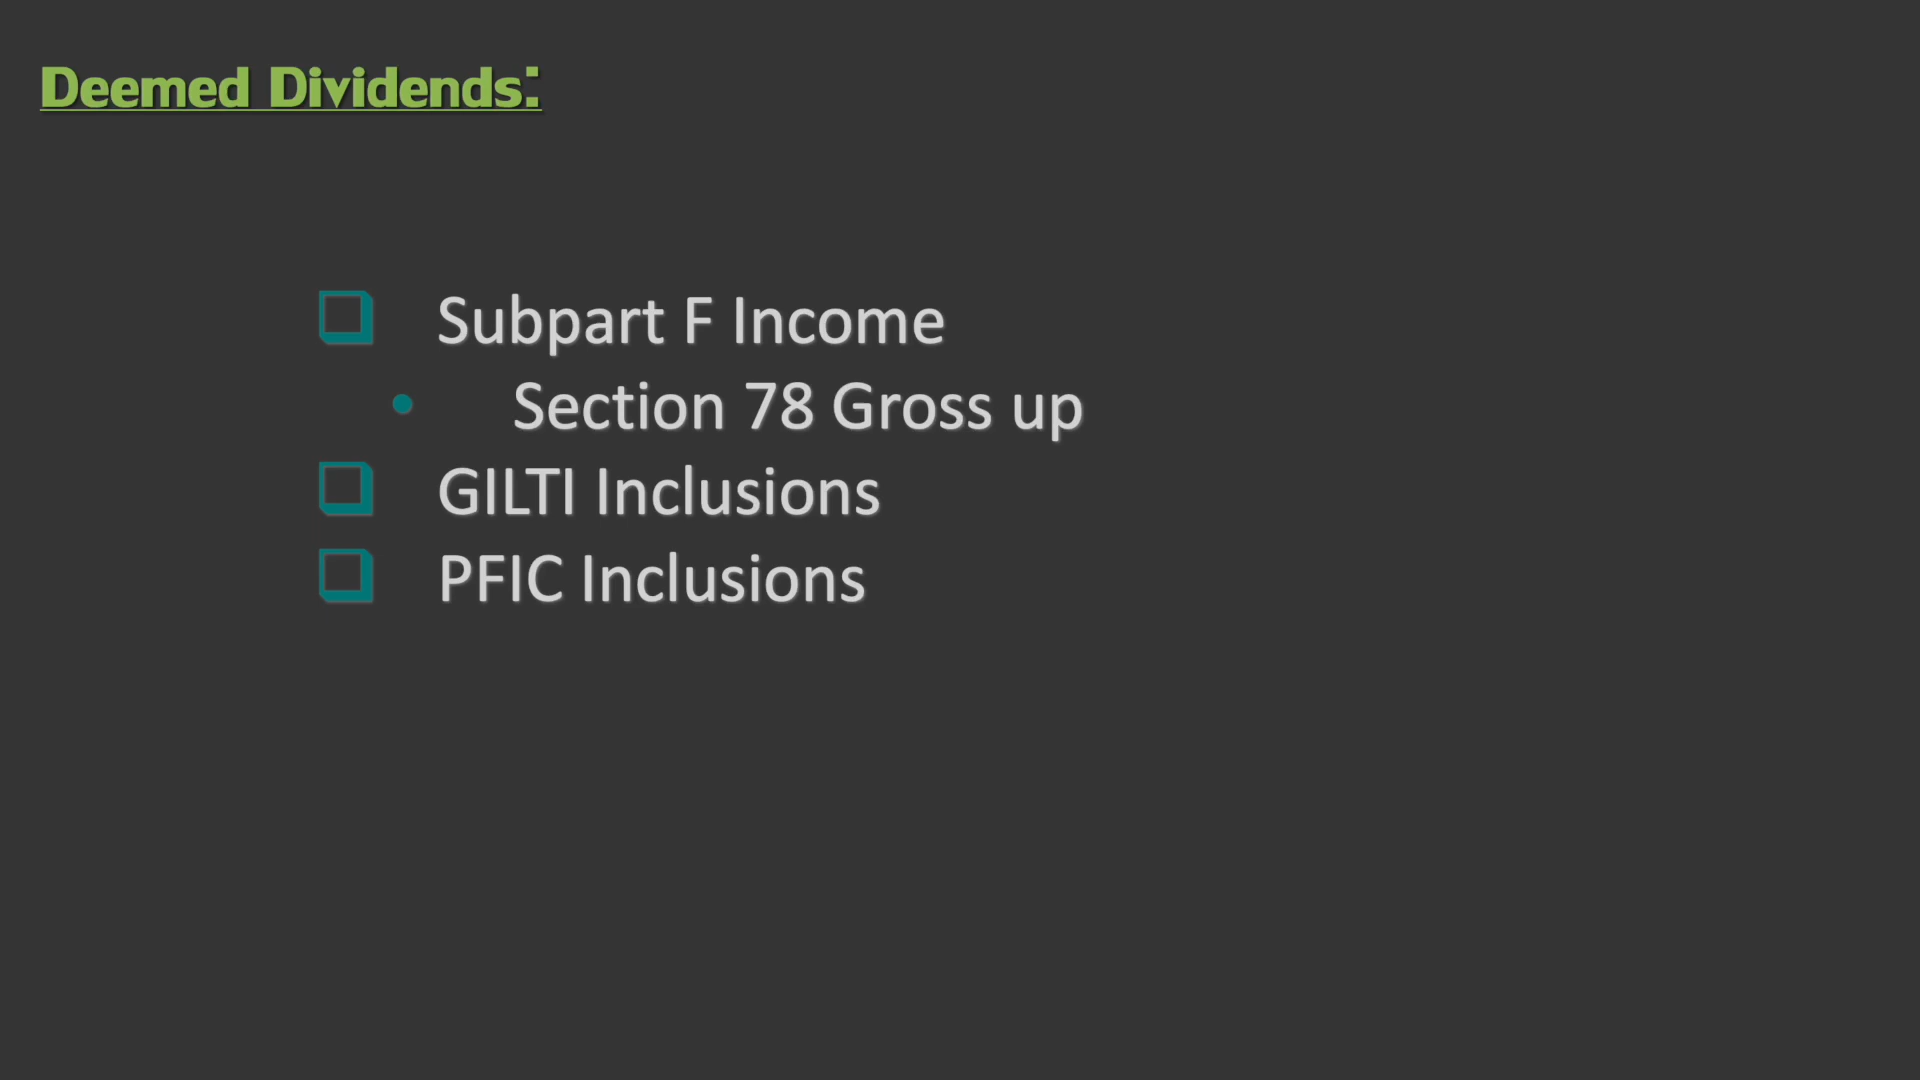 Deemed Dividends:
Subpart F Income
• Section 78 Gross up
GILTI Inclusions
PFIC Inclusions